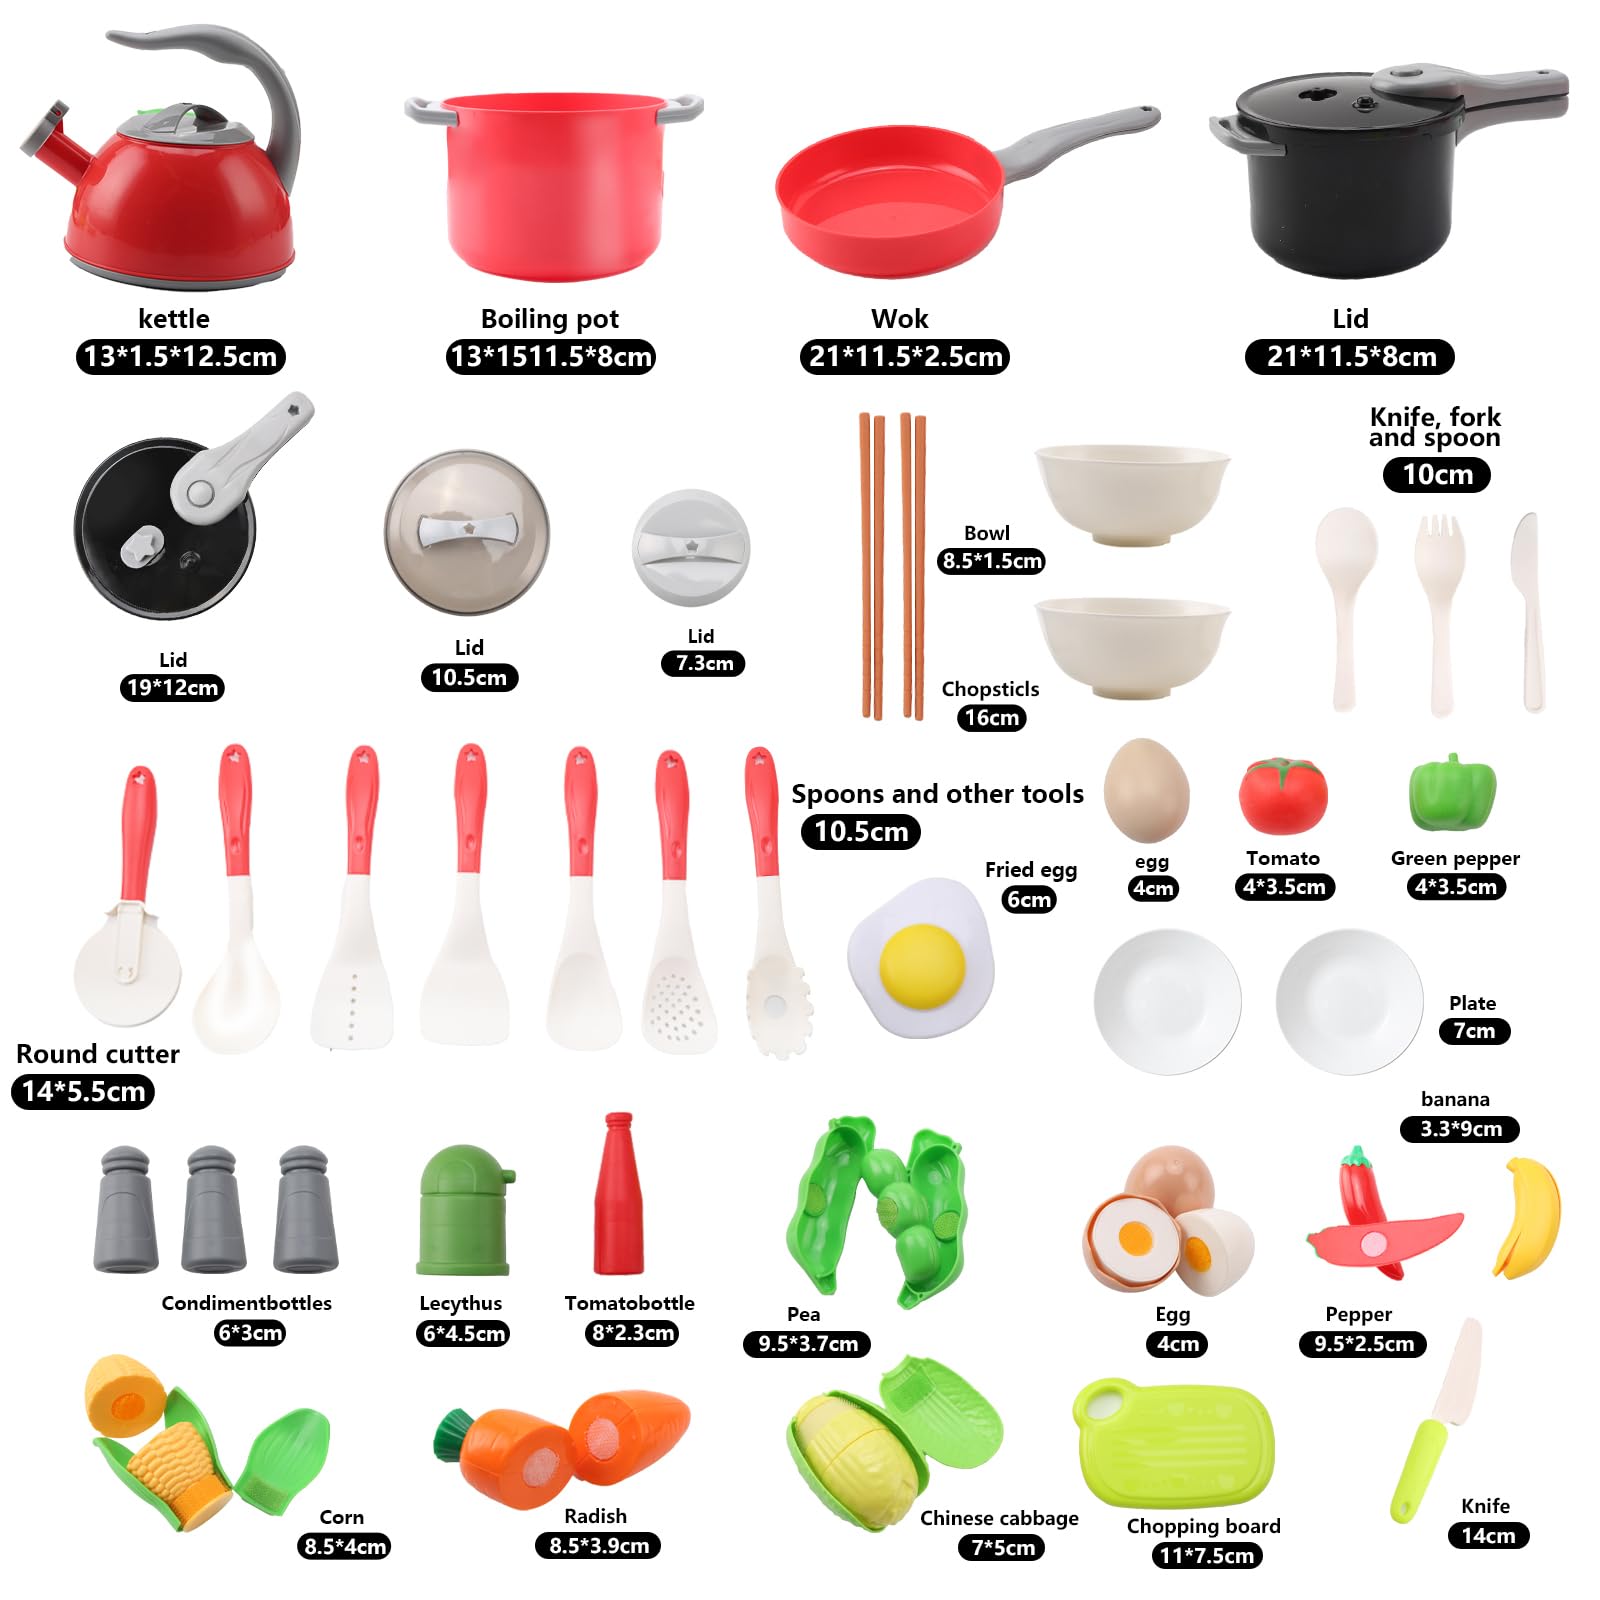 kettle
13*1.5*12.5cm
Boiling pot
13*1511.5*8cm
Wok
21*11.5*2.5cm
Lid
21*11.5*8cm
Lid
19*12cm
Lid
10.5cm
Lid
7.3cm
Bowl
8.5*1.5cm
Chopsticls
16cm
Knife, fork
and spoon
10cm
Spoons and other tools
10.5cm
Fried egg
6cm
egg
4cm
Tomato
4*3.5cm
Green pepper
4*3.5cm
Round cutter
14*5.5cm
Plate
7cm
banana
3.3*9cm
Condimentbottles
6*3cm
Lecythus
6*4.5cm
Tomatobottle
8*2.3cm
Pea
9.5*3.7cm
Egg
4cm
Pepper
9.5*2.5cm
Corn
8.5*4cm
Radish
8.5*3.9cm
Chinese cabbage
7*5cm
Chopping board
11*7.5cm
Knife
14cm